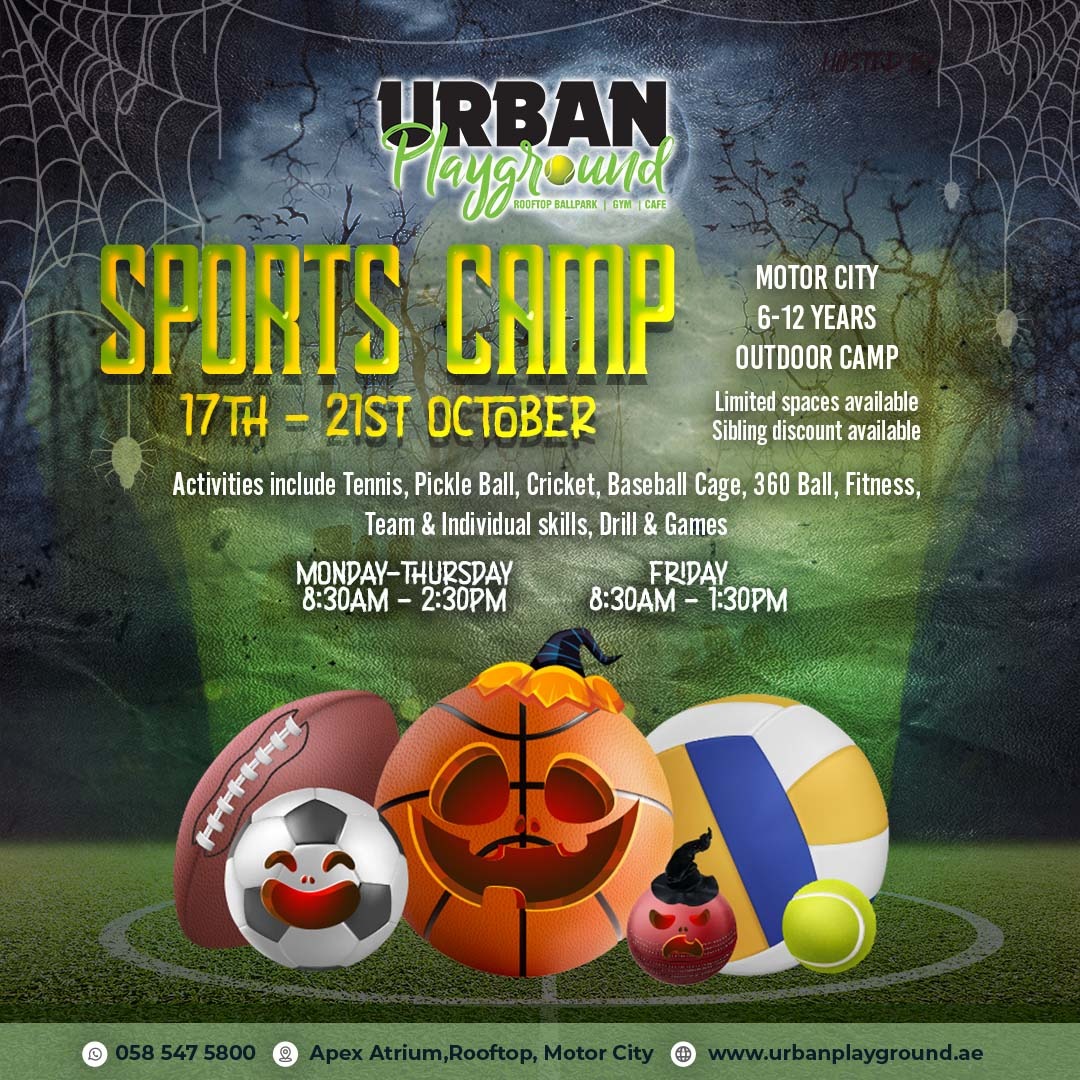 HOSTED BY
URBAN
Playground
ROOFTOP BALLPARK | GYM | CAFE
SPORTS CAMP
17TH - 21ST OCTOBER
MOTOR CITY
6-12 YEARS
OUTDOOR CAMP
Limited spaces available
Sibling discount available
Activities include Tennis, Pickle Ball, Cricket, Baseball Cage, 360 Ball, Fitness,
Team & Individual skills, Drill & Games
MONDAY-THURSDAY
8:30AM - 2:30PM
FRIDAY
8:30AM - 1:30PM
058 547 5800
Apex Atrium,Rooftop, Motor City
www.urbanplayground.ae